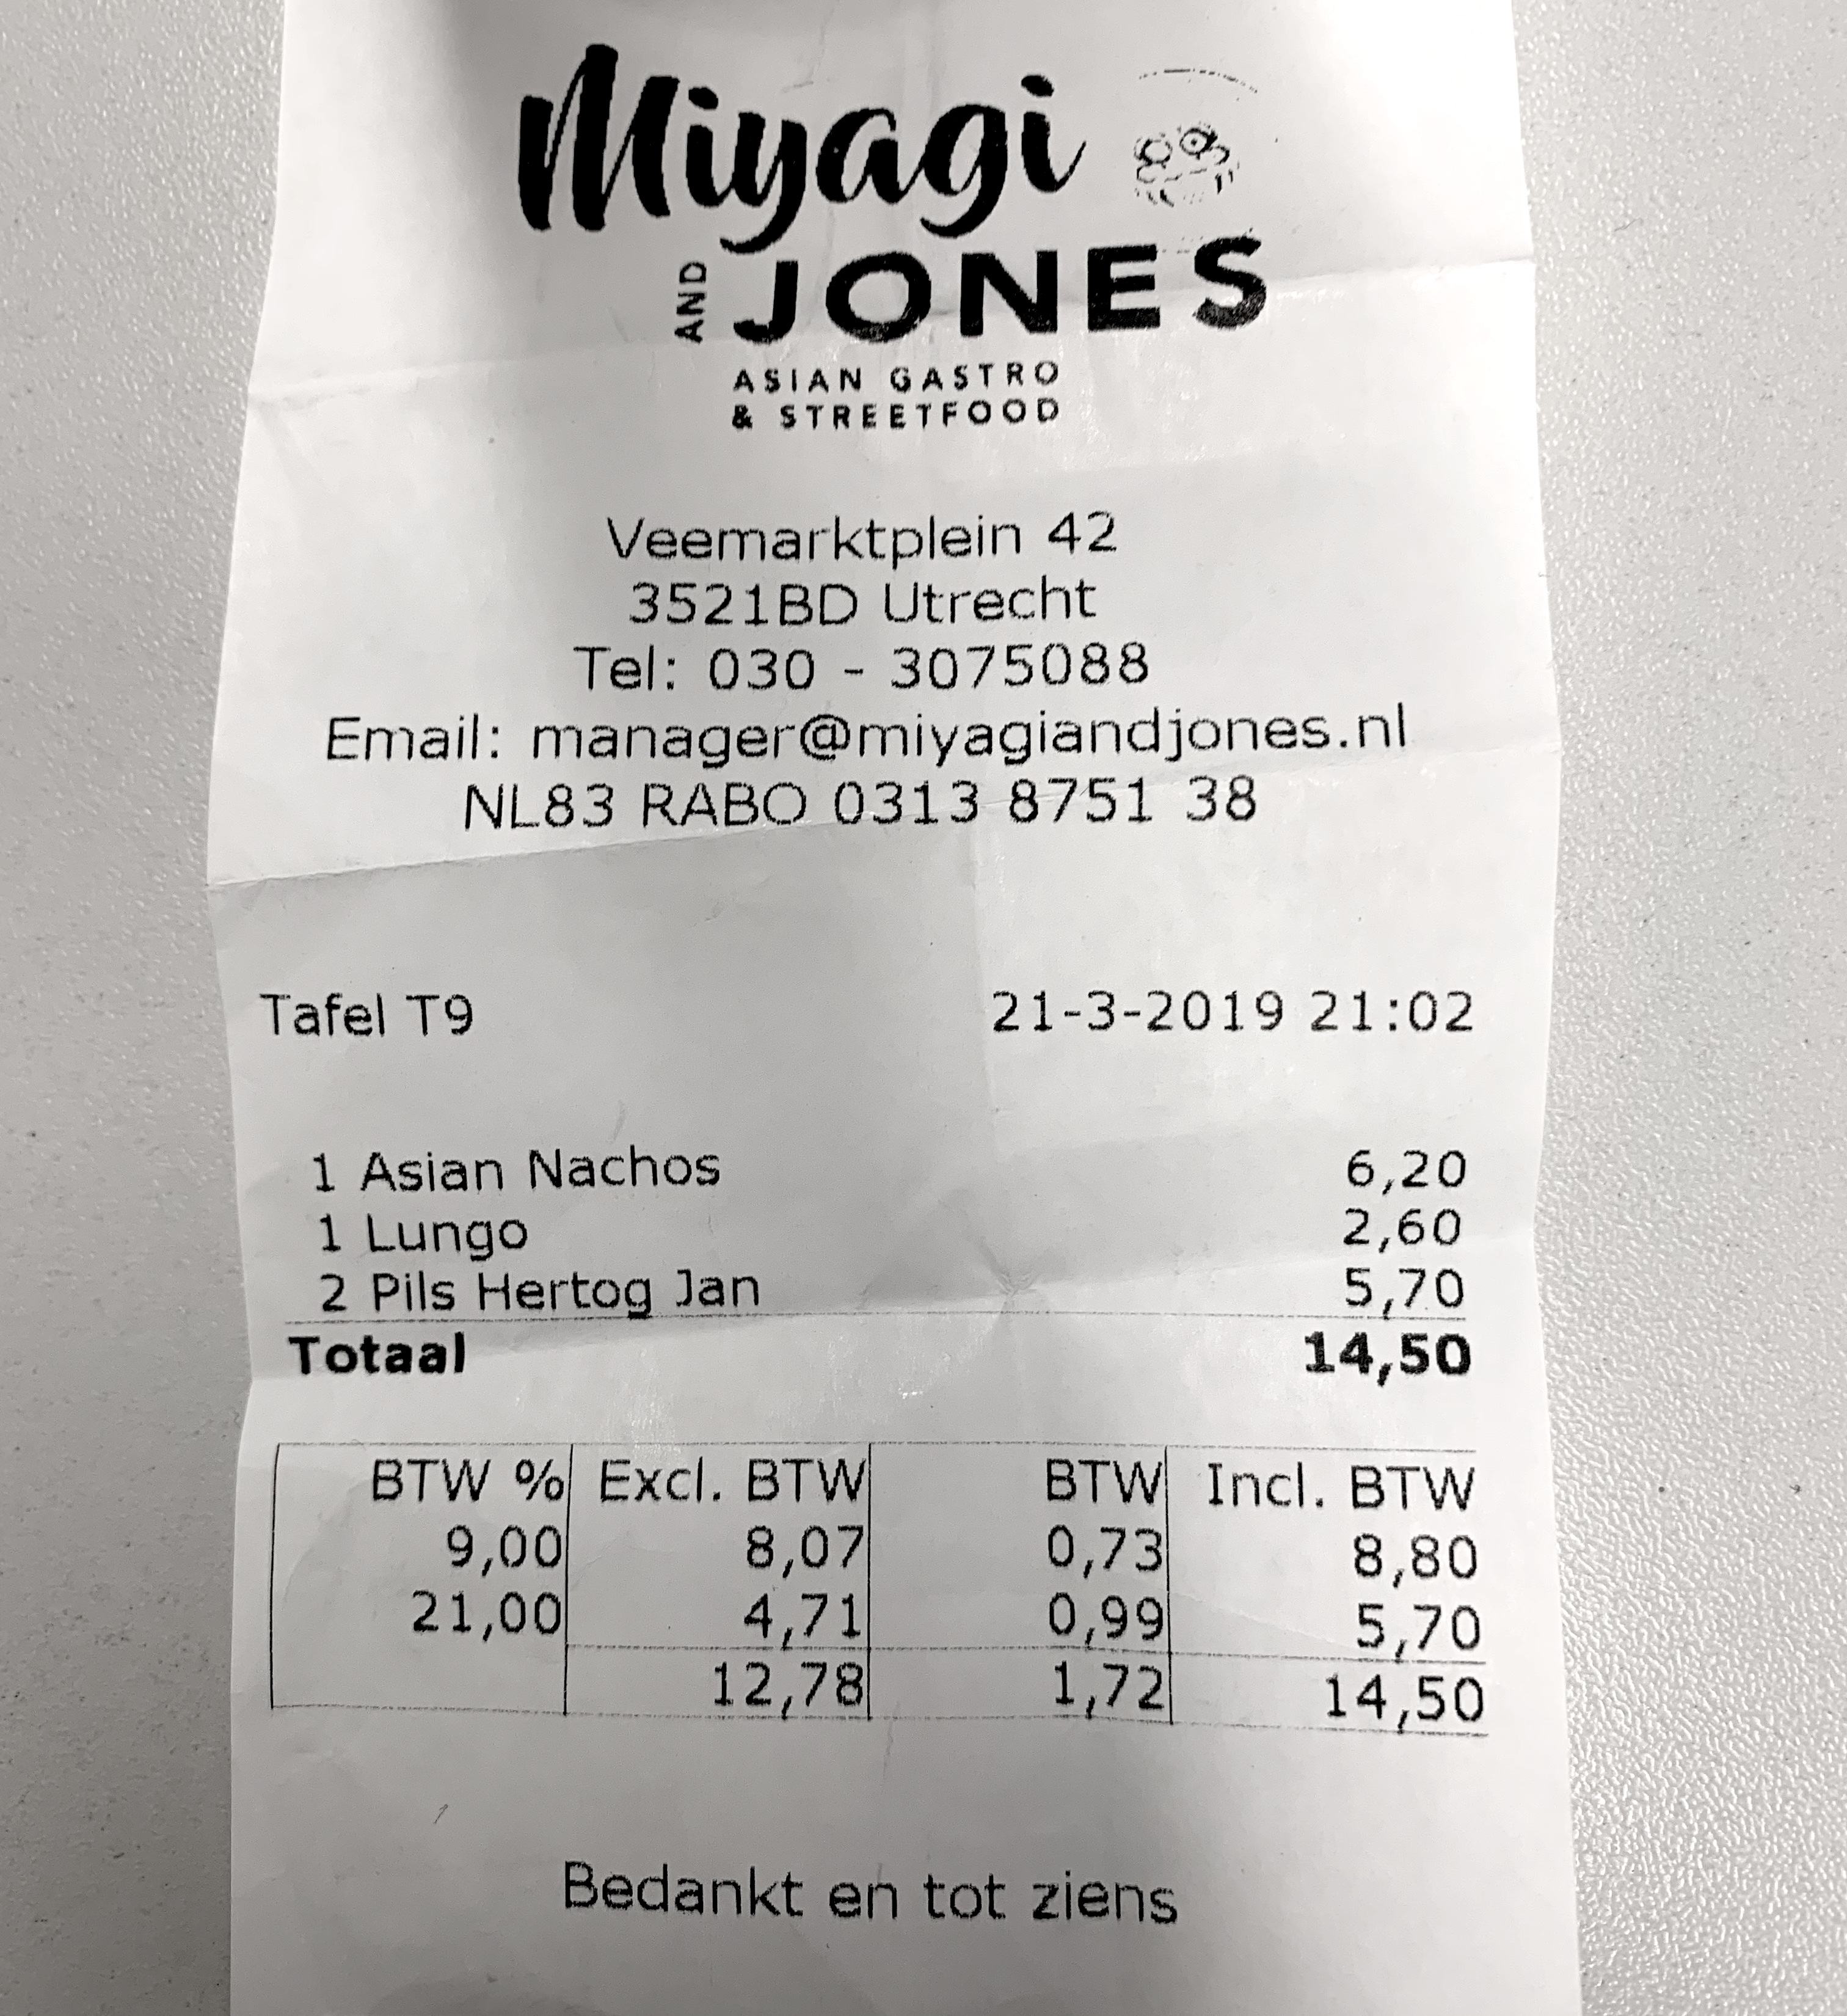 Miyagi
AND JONES
ASIAN GASTRO
& STREETFOOD
Veemarktplein 42
3521BD Utrecht
Tel: 030 - 3075088
Email: manager@miyagiandjones.nl
NL83 RABO 0313 8751 38
Tafel T9 21-3-2019 21:02
1 Asian Nachos 6,20
1 Lungo 2,60
2 Pils Hertog Jan 5,70
Totaal 14,50
BTW % Excl. BTW BTW Incl. BTW
9,00 8,07 0,73 8,80
21,00 4,71 0,99 5,70
12,78 1,72 14,50
Bedankt en tot ziens